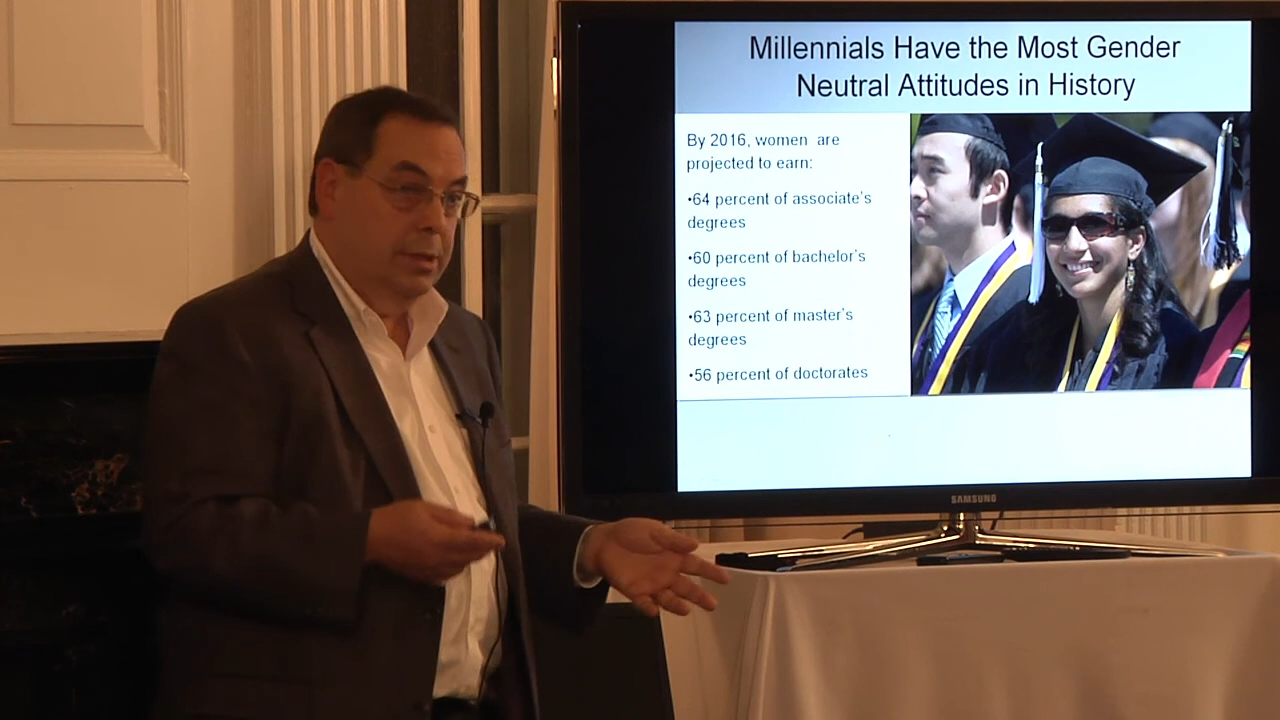 Millennials Have the Most Gender
Neutral Attitudes in History
By 2016, women are
projected to earn:
•64 percent of associate's
degrees
•60 percent of bachelor's
degrees
•63 percent of master's
degrees
•56 percent of doctorates
SAMSUNG